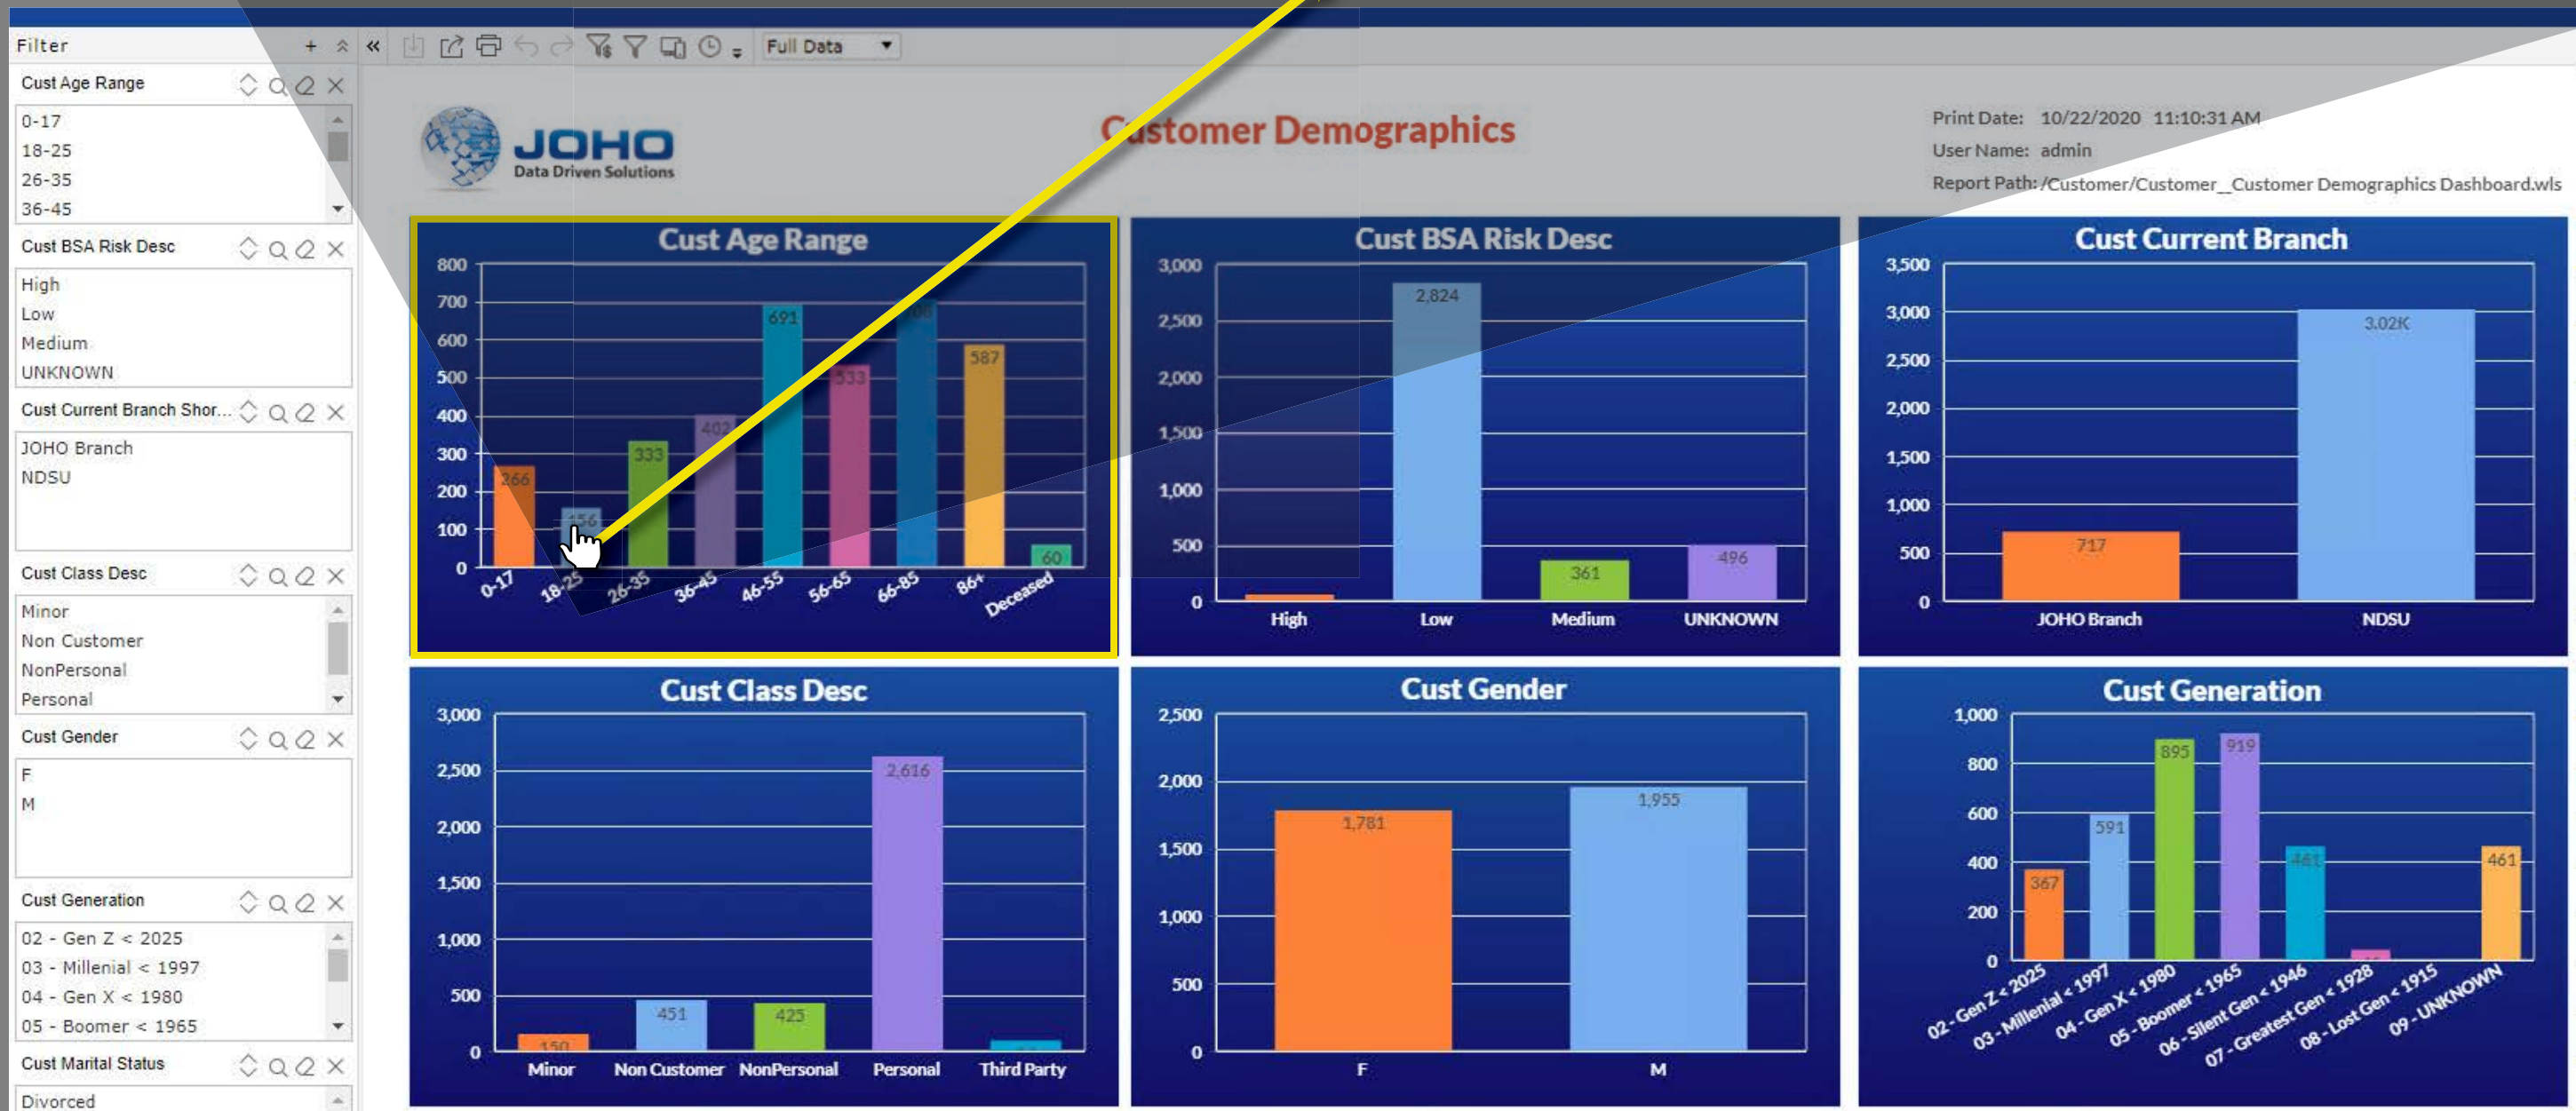 Filter
Full Data
Cust Age Range
0-17
18-25
26-35
36-45
Cust BSA Risk Desc
High
Low
Medium
UNKNOWN
Cust Current Branch Shor...
JOHO Branch
NDSU
Cust Class Desc
Minor
Non Customer
NonPersonal
Personal
Cust Gender
F
M
Cust Generation
02 - Gen Z < 2025
03 - Millenial < 1997
04 - Gen X < 1980
05 - Boomer < 1965
Cust Marital Status
Divorced
JOHO
Data Driven Solutions
Customer Demographics
Print Date: 10/22/2020 11:10:31 AM
User Name: admin
Report Path: /Customer/Customer__Customer Demographics Dashboard.wls
Cust Age Range
800
700
600
500
400
300
200
100
0
266
156
333
402
691
533
587
60
0-17
18-25
26-35
36-45
46-55
56-65
66-85
86+
Deceased
Cust BSA Risk Desc
3,000
2,500
2,000
1,500
1,000
500
0
2,824
361
496
High
Low
Medium
UNKNOWN
Cust Current Branch
3,500
3,000
2,500
2,000
1,500
1,000
500
0
717
3.02K
JOHO Branch
NDSU
Cust Class Desc
3,000
2,500
2,000
1,500
1,000
500
0
150
451
425
2,616
Minor
Non Customer
NonPersonal
Personal
Third Party
Cust Gender
2,500
2,000
1,500
1,000
500
0
1,781
1,955
F
M
Cust Generation
1,000
800
600
400
200
0
367
591
895
919
461
461
02 - Gen Z < 2025
03 - Millenial < 1997
04 - Gen X < 1980
05 - Boomer < 1965
06 - Silent Gen < 1946
07 - Greatest Gen < 1928
08 - Lost Gen < 1915
09 - UNKNOWN